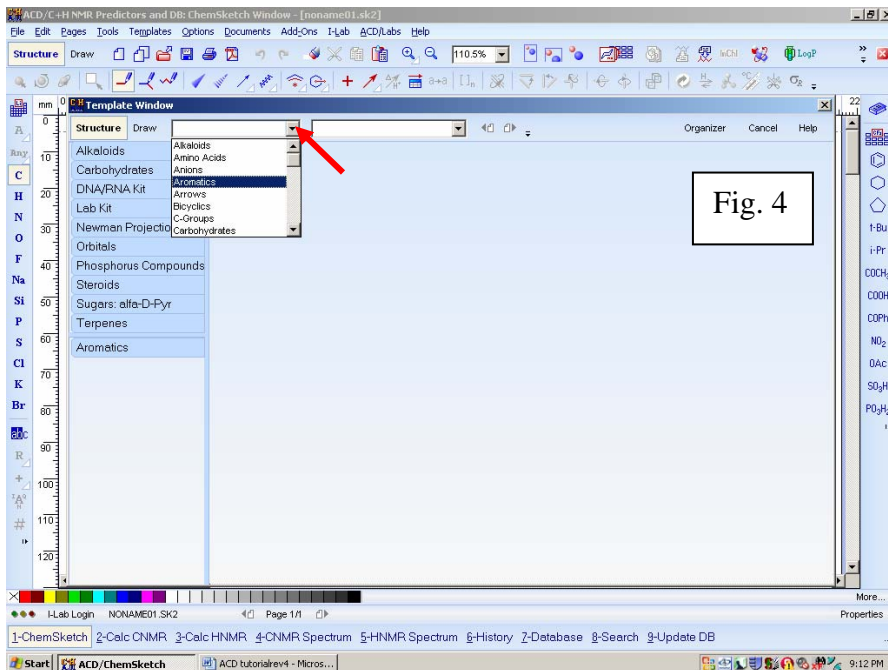 ACD/C+H NMR Predictors and DB: ChemSketch Window - [noname01.sk2]
File Edit Pages Tools Templates Options Documents Add-Ons I-Lab ACD/Labs Help
Structure Draw 110.5% InChI LogP
mm 0 Template Window 22
Structure Draw Organizer Cancel Help
Alkaloids
Carbohydrates
DNA/RNA Kit
Lab Kit
Newman Projectio
Orbitals
Phosphorus Compounds
Steroids
Sugars: alfa-D-Pyr
Terpenes
Aromatics
Alkaloids
Amino Acids
Anions
Aromatics
Arrows
Bicyclics
C-Groups
Carbohydrates
Fig. 4
0
10
20
30
40
50
60
70
80
90
100
110
120
A
Any
C
H
N
O
F
Na
Si
P
S
Cl
K
Br
abc
R
#
t-Bu
i-Pr
COCH₃
COOH
COPh
NO₂
OAc
SO₃H
PO₃H₂
More...
I-Lab Login NONAME01.SK2 Page 1/1 Properties
1-ChemSketch 2-Calc CNMR 3-Calc HNMR 4-CNMR Spectrum 5-HNMR Spectrum 6-History 7-Database 8-Search 9-Update DB
Start ACD/ChemSketch ACD tutorialrev4 - Micros... 9:12 PM